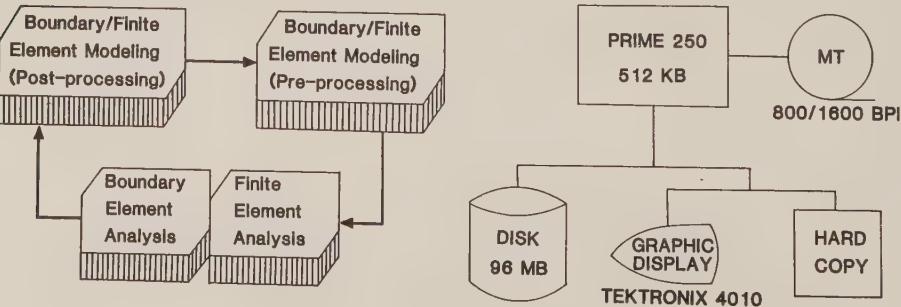 Boundary/Finite
Element Modeling
(Post-processing)
Boundary/Finite
Element Modeling
(Pre-processing)
Boundary
Element
Analysis
Finite
Element
Analysis
PRIME 250
512 KB
MT
800/1600 BPI
DISK
96 MB
GRAPHIC
DISPLAY
TEKTRONIX 4010
HARD
COPY